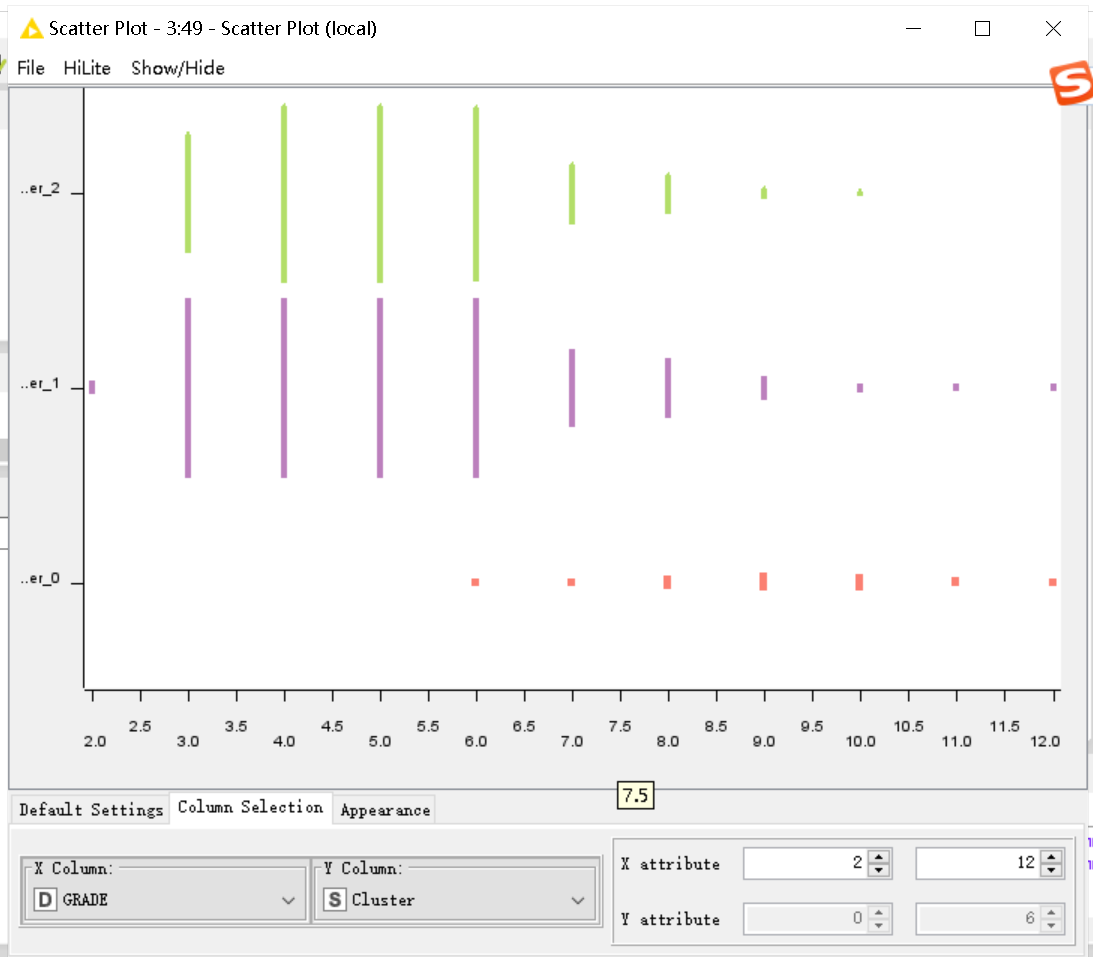 Scatter Plot - 3:49 - Scatter Plot (local)
File HiLite Show/Hide
S
..er_2
..er_1
..er_0
2.5 3.5 4.5 5.5 6.5 7.5 8.5 9.5 10.5 11.5
2.0 3.0 4.0 5.0 6.0 7.0 8.0 9.0 10.0 11.0 12.0
7.5
Default Settings Column Selection Appearance
X Column: Y Column:
D GRADE S Cluster
X attribute 2 12
Y attribute 0 6